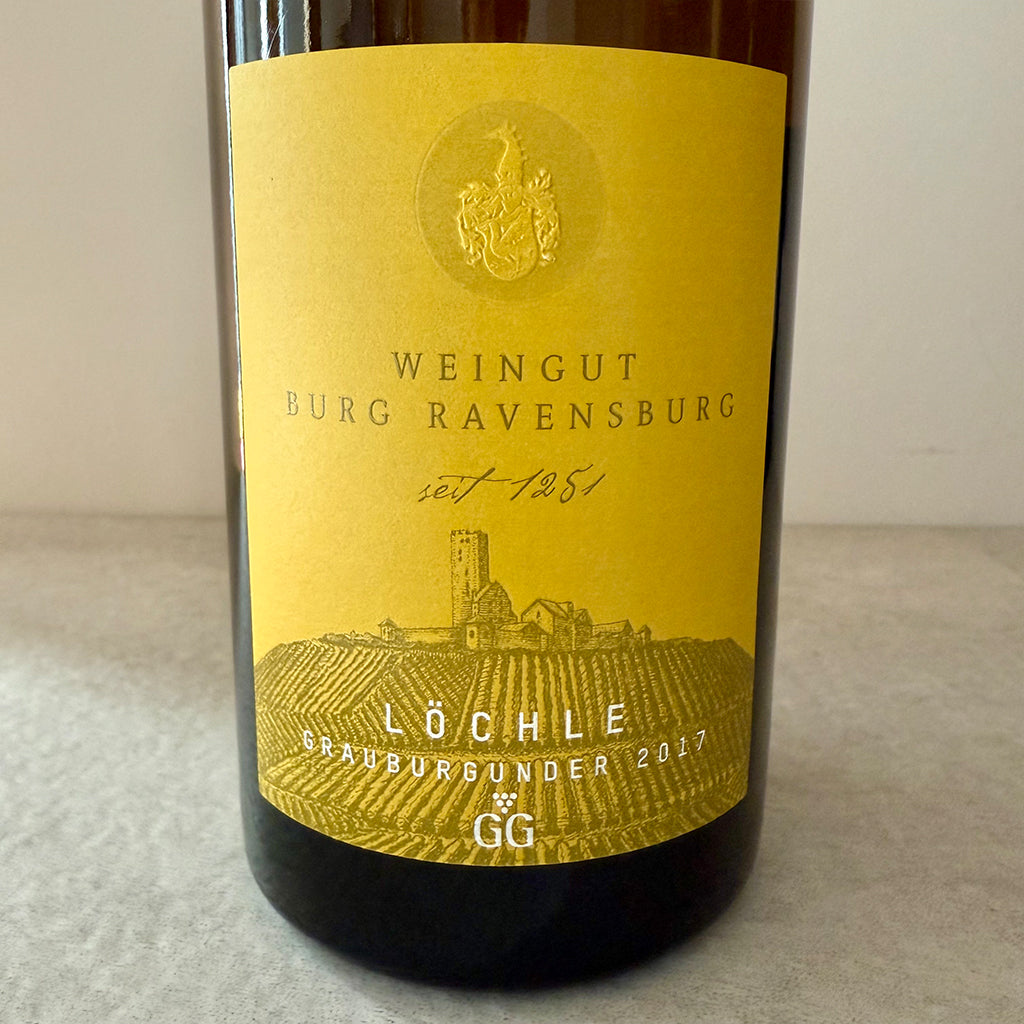 WEINGUT
BURG RAVENSBURG
seit 1251
LÖCHLE
GRAUBURGUNDER 2017
GG